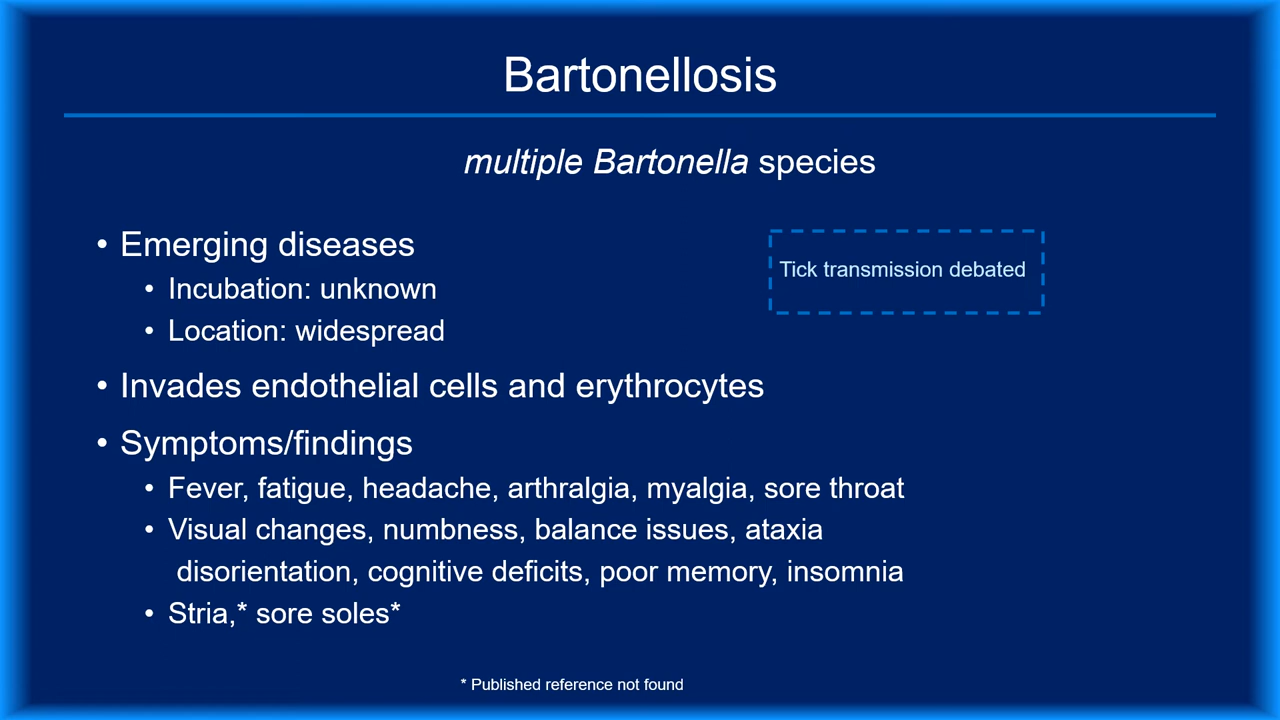 Bartonellosis
multiple Bartonella species
• Emerging diseases
• Incubation: unknown
• Location: widespread
Tick transmission debated
• Invades endothelial cells and erythrocytes
• Symptoms/findings
• Fever, fatigue, headache, arthralgia, myalgia, sore throat
• Visual changes, numbness, balance issues, ataxia
disorientation, cognitive deficits, poor memory, insomnia
• Stria,* sore soles*
* Published reference not found